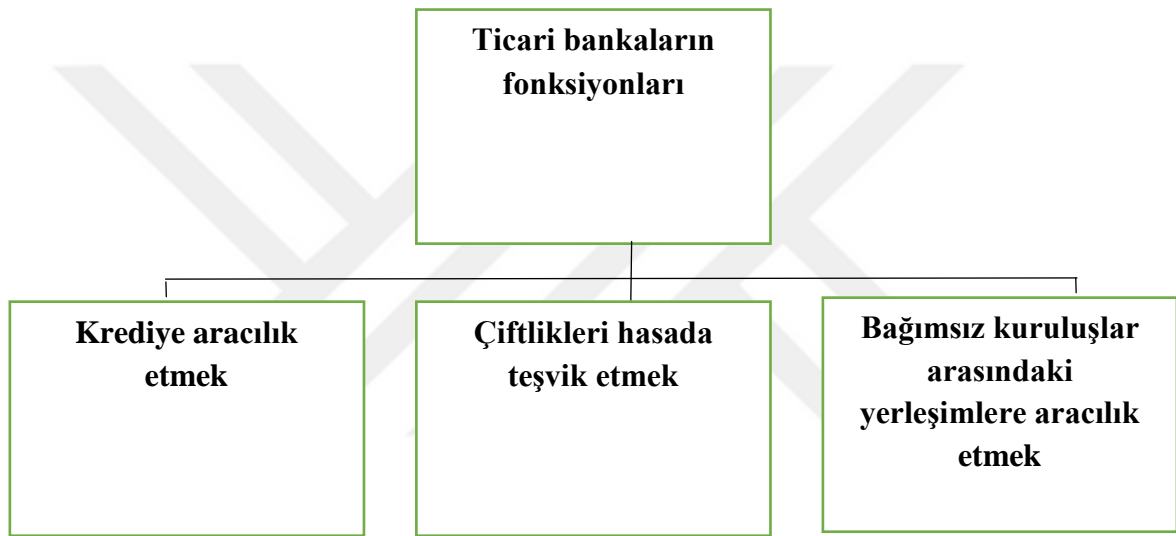 Ticari bankaların
fonksiyonları
Krediye aracılık
etmek
Çiftlikleri hasada
teşvik etmek
Bağımsız kuruluşlar
arasındaki
yerleşimlere aracılık
etmek